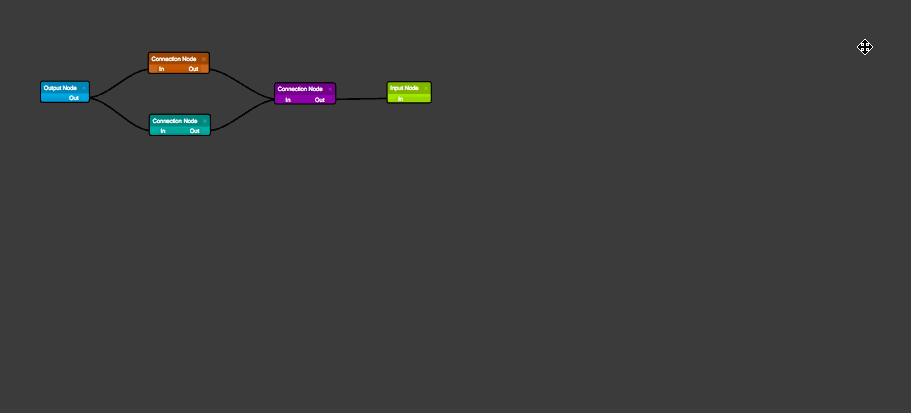 Connection Node
In Out
Output Node
Out
Connection Node
In Out
Input Node
In
Connection Node
In Out